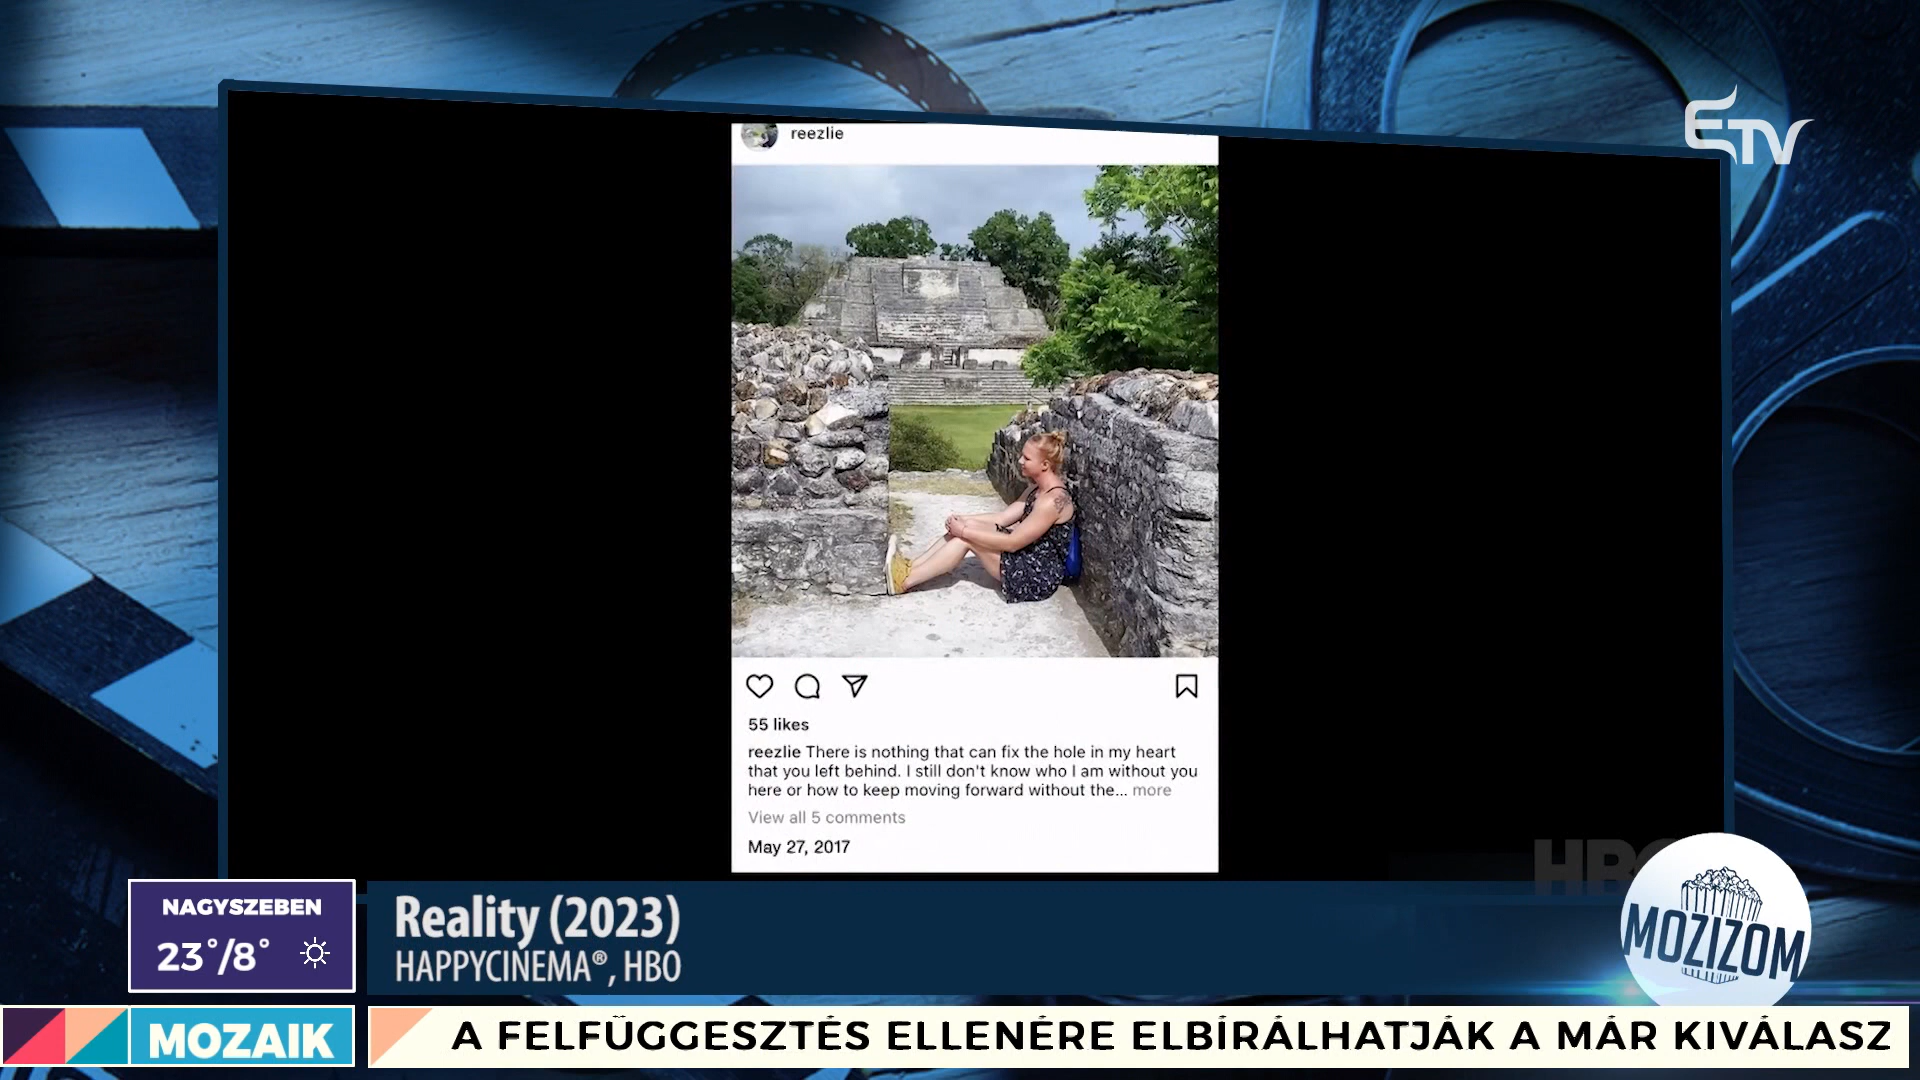 ETV
reezlie
55 likes
reezlie There is nothing that can fix the hole in my heart
that you left behind. I still don't know who I am without you
here or how to keep moving forward without the... more
View all 5 comments
May 27, 2017
NAGYSZEBEN
23°/8°
Reality (2023)
HAPPYCINEMA®, HBO
HBO
MOZIZOM
MOZAIK
A FELFÜGGESZTÉS ELLENÉRE ELBÍRÁLHATJÁK A MÁR KIVÁLASZ